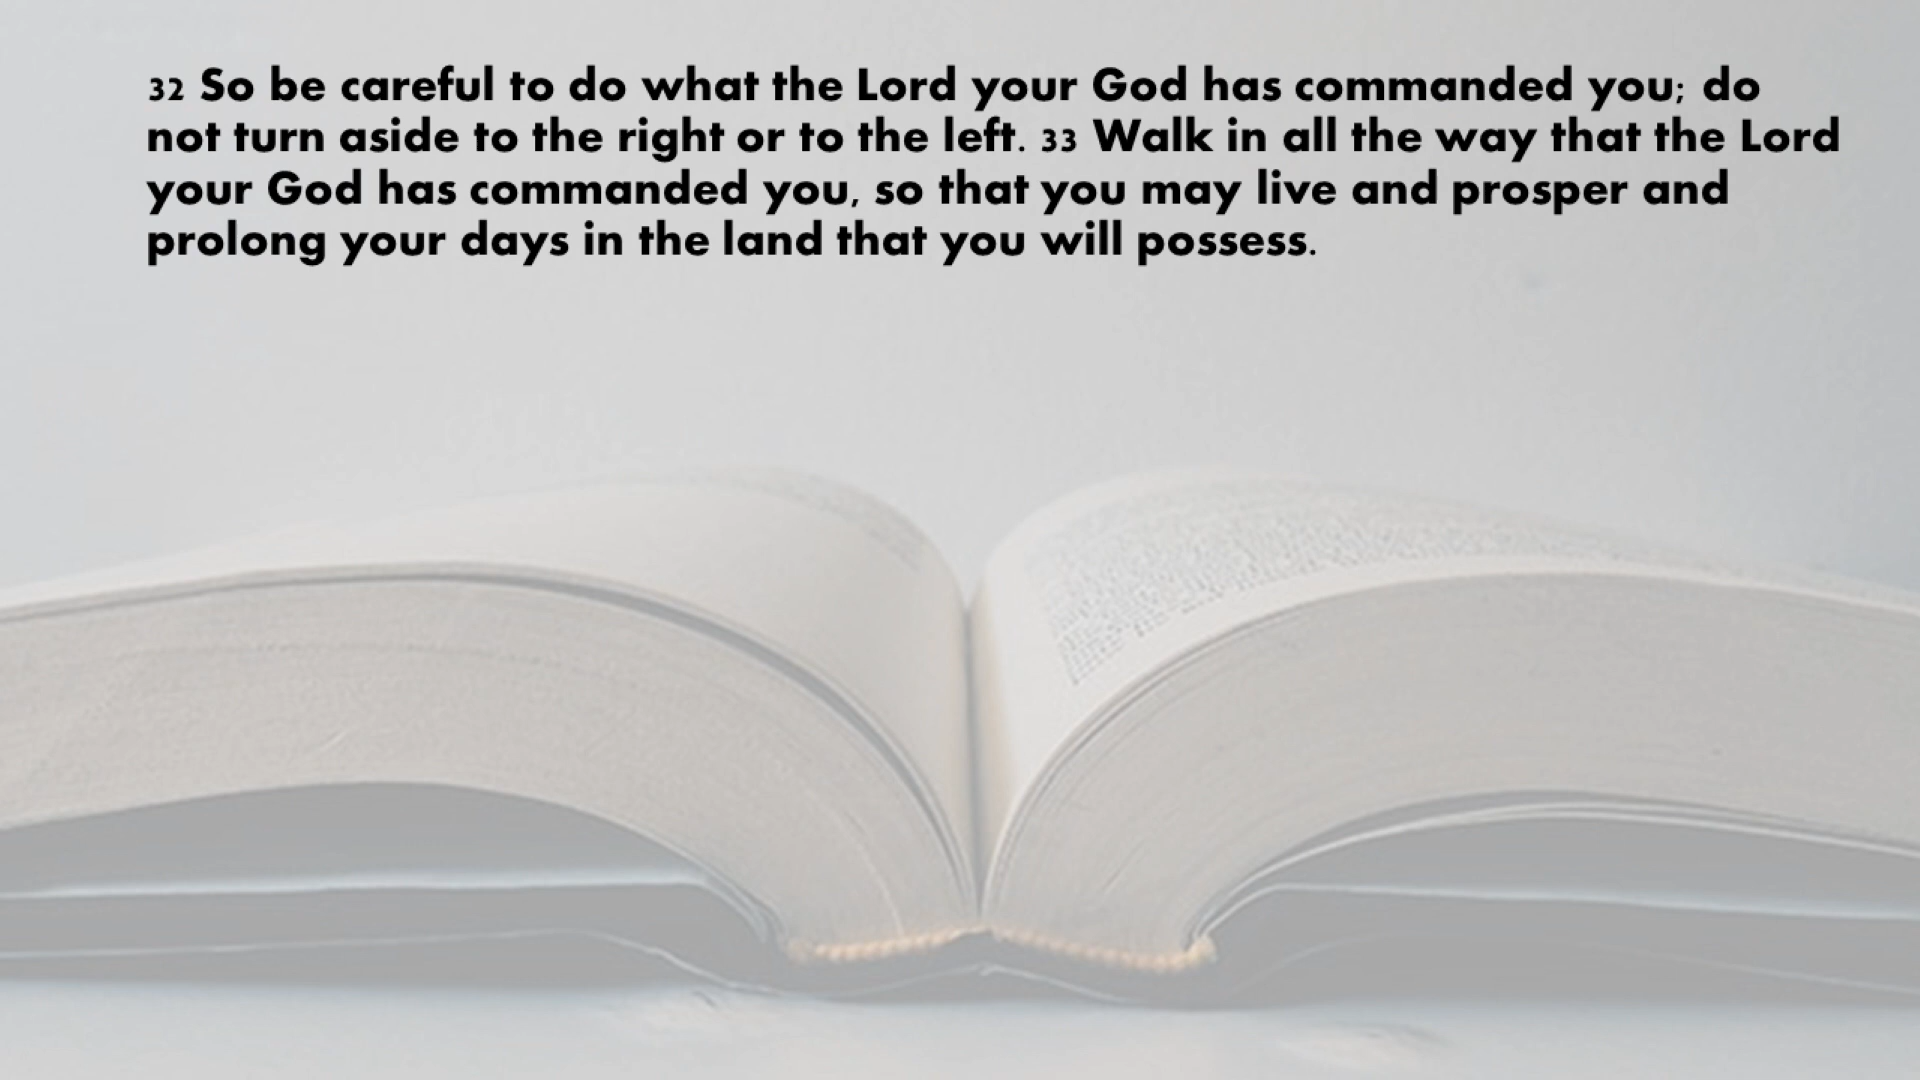 32 So be careful to do what the Lord your God has commanded you; do
not turn aside to the right or to the left. 33 Walk in all the way that the Lord
your God has commanded you, so that you may live and prosper and
prolong your days in the land that you will possess.